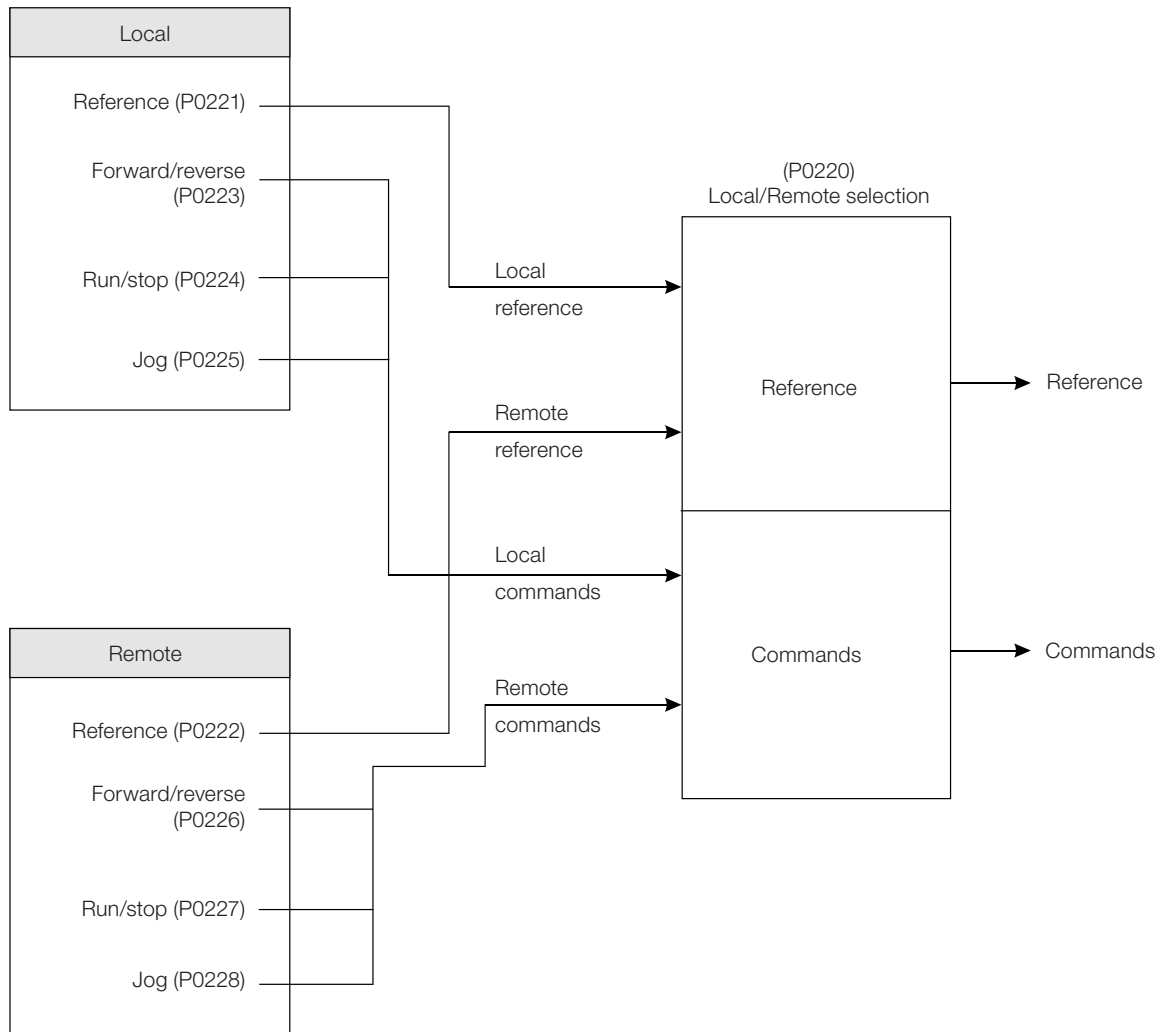 Local
Reference (P0221)
Forward/reverse
(P0223)
Run/stop (P0224)
Jog (P0225)
(P0220)
Local/Remote selection
Local
reference
Remote
reference
Reference
Reference
Local
commands
Remote
commands
Commands
Commands
Remote
Reference (P0222)
Forward/reverse
(P0226)
Run/stop (P0227)
Jog (P0228)